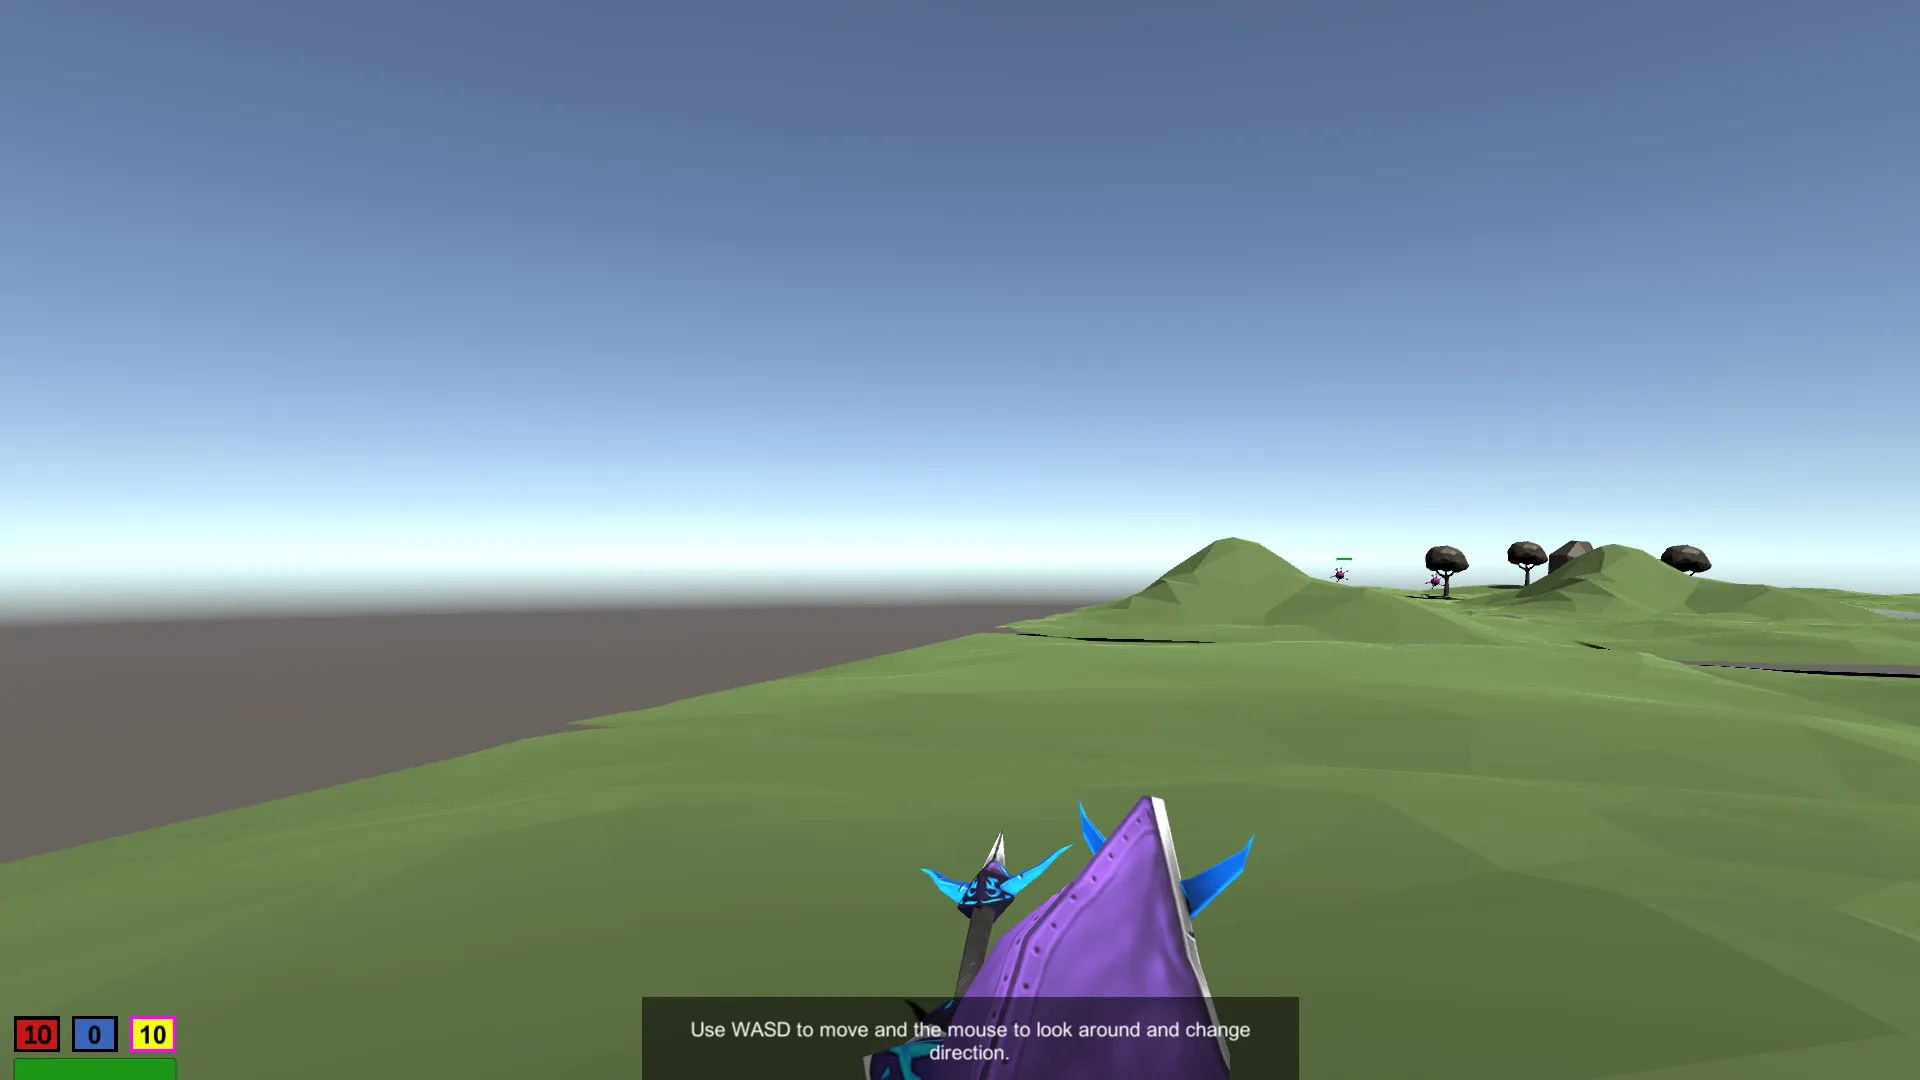 Use WASD to move and the mouse to look around and change
direction.
10 0 10